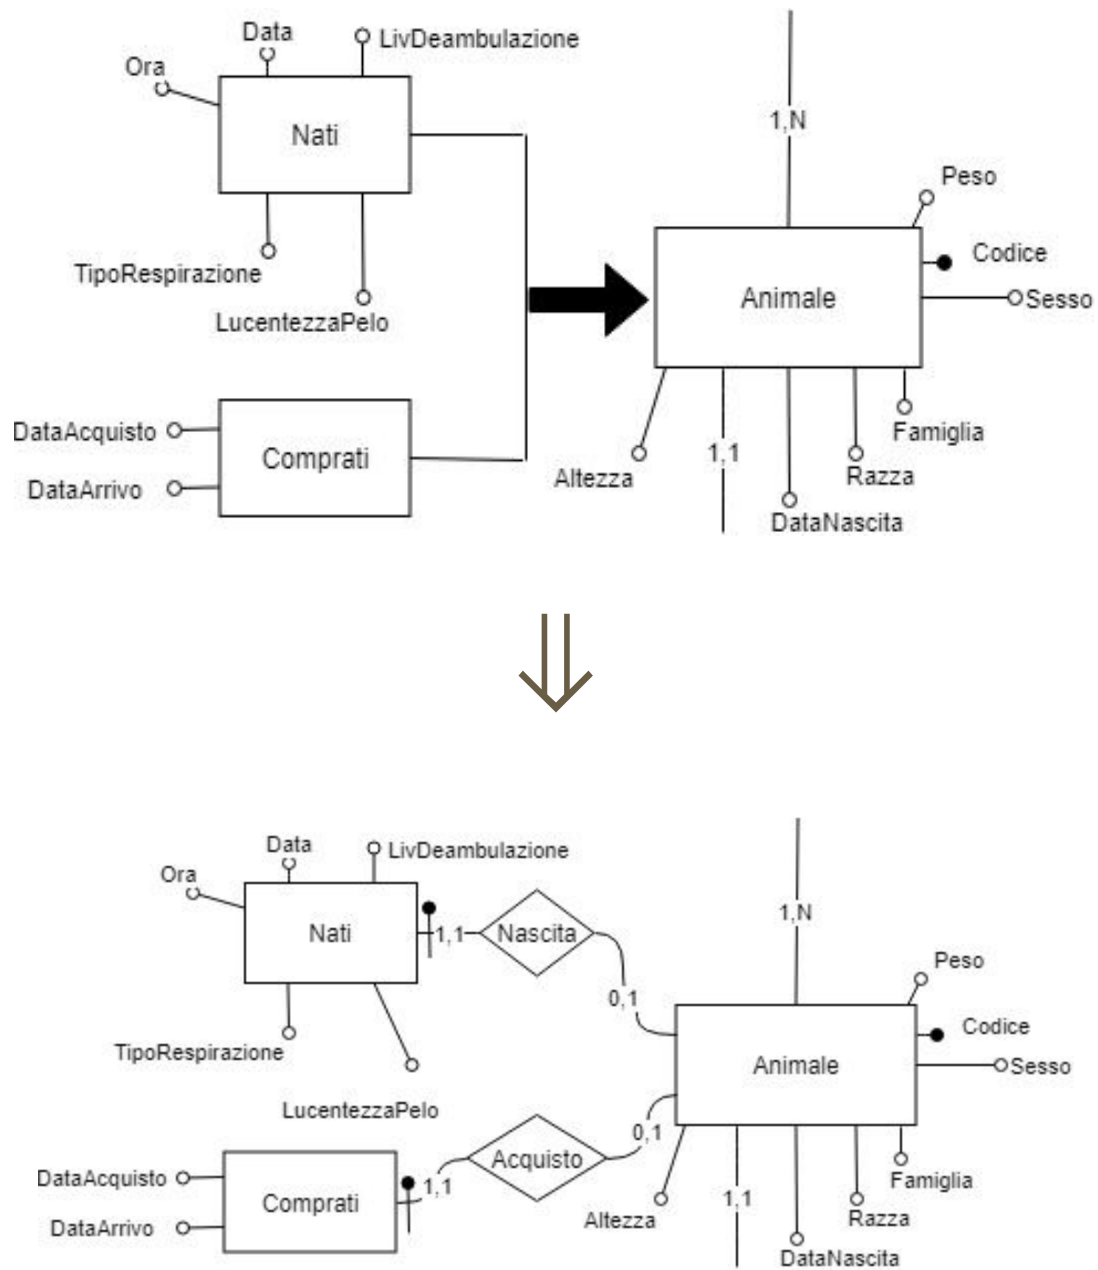 Data
LivDeambulazione
Ora
Nati
1,N
Peso
Codice
TipoRespirazione
Animale
Sesso
LucentezzaPelo
DataAcquisto
Comprati
Famiglia
1,1
Altezza
Razza
DataArrivo
DataNascita
Data
LivDeambulazione
Ora
1,N
Nati
1,1
Nascita
Peso
0,1
Codice
TipoRespirazione
Animale
Sesso
LucentezzaPelo
0,1
Acquisto
DataAcquisto
1,1
Famiglia
Comprati
1,1
Altezza
Razza
DataArrivo
DataNascita